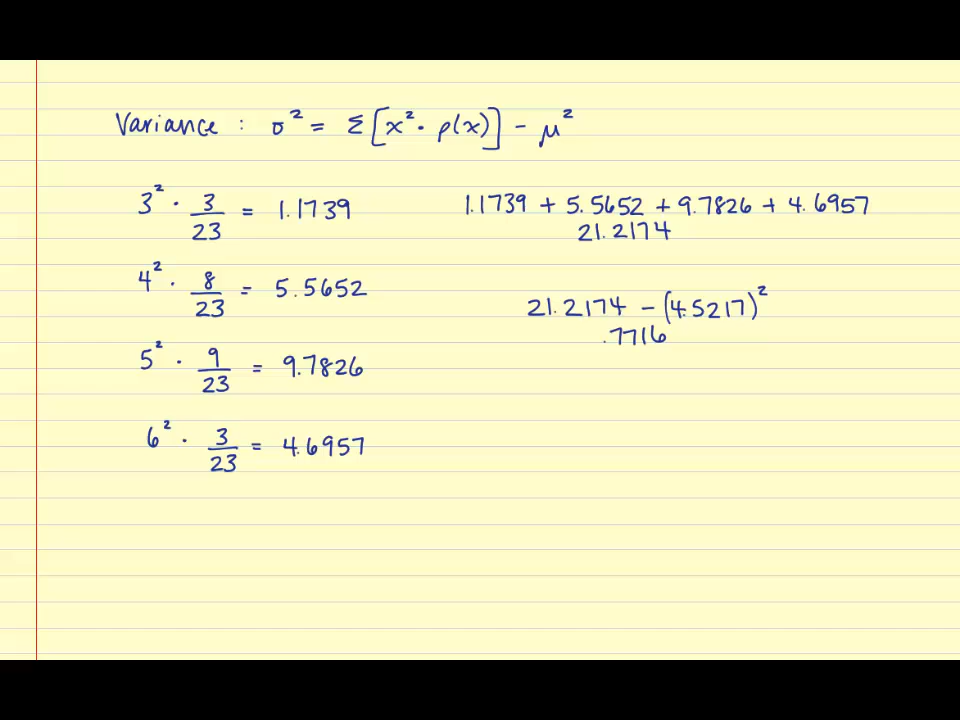 Variance : σ² = Σ[x² · p(x)] - μ²
3² · 3/23 = 1.1739
4² · 8/23 = 5.5652
5² · 9/23 = 9.7826
6² · 3/23 = 4.6957
1.1739 + 5.5652 + 9.7826 + 4.6957
21.2174
21.2174 - (4.5217)²
.7716